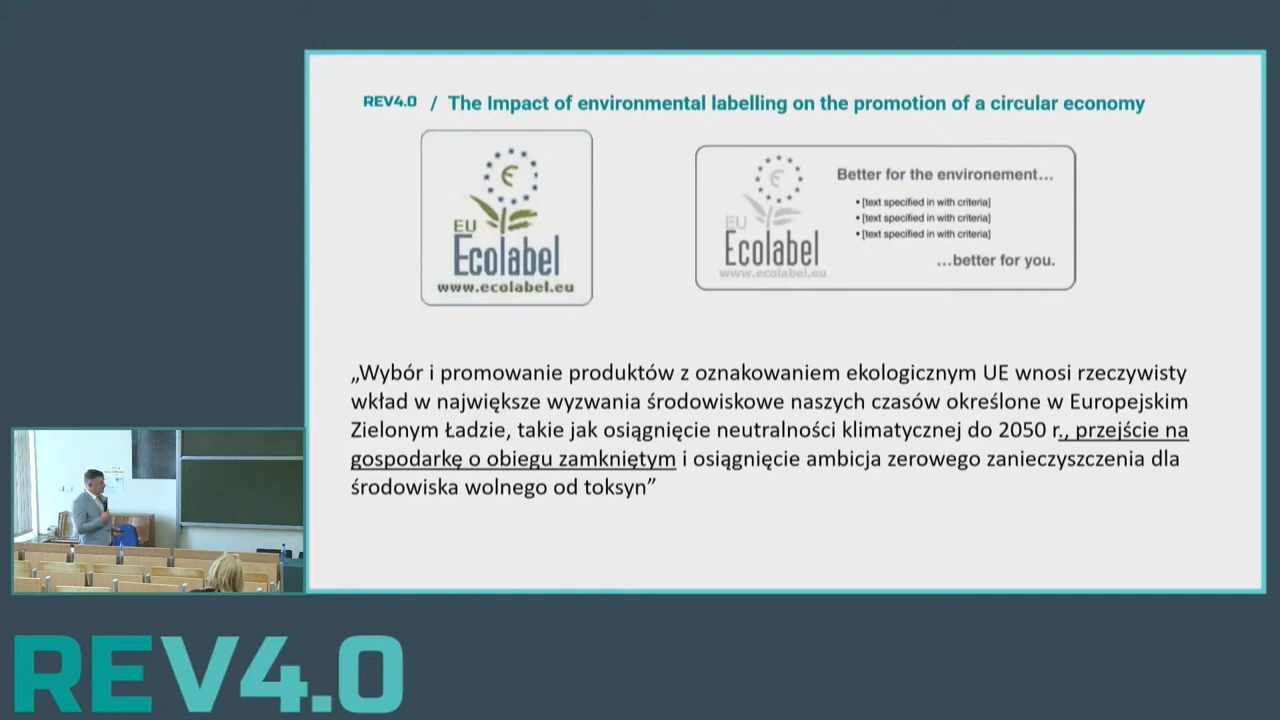 REV4.0 / The Impact of environmental labelling on the promotion of a circular economy
EU
Ecolabel
www.ecolabel.eu
EU
Ecolabel
www.ecolabel.eu
Better for the environement...
• [text specified in with criteria]
• [text specified in with criteria]
• [text specified in with criteria]
...better for you.
„Wybór i promowanie produktów z oznakowaniem ekologicznym UE wnosi rzeczywisty
wkład w największe wyzwania środowiskowe naszych czasów określone w Europejskim
Zielonym Ładzie, takie jak osiągnięcie neutralności klimatycznej do 2050 r., przejście na
gospodarkę o obiegu zamkniętym i osiągnięcie ambicja zerowego zanieczyszczenia dla
środowiska wolnego od toksyn”
REV4.0